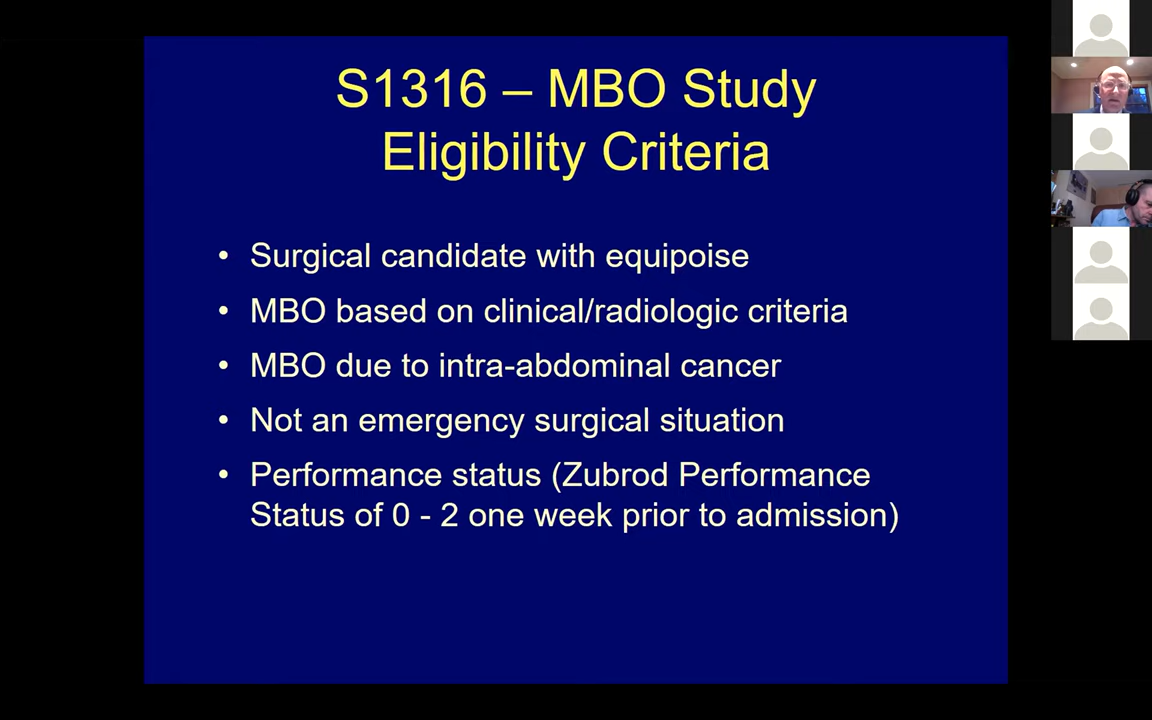 S1316 – MBO Study
Eligibility Criteria
• Surgical candidate with equipoise
• MBO based on clinical/radiologic criteria
• MBO due to intra-abdominal cancer
• Not an emergency surgical situation
• Performance status (Zubrod Performance
Status of 0 - 2 one week prior to admission)